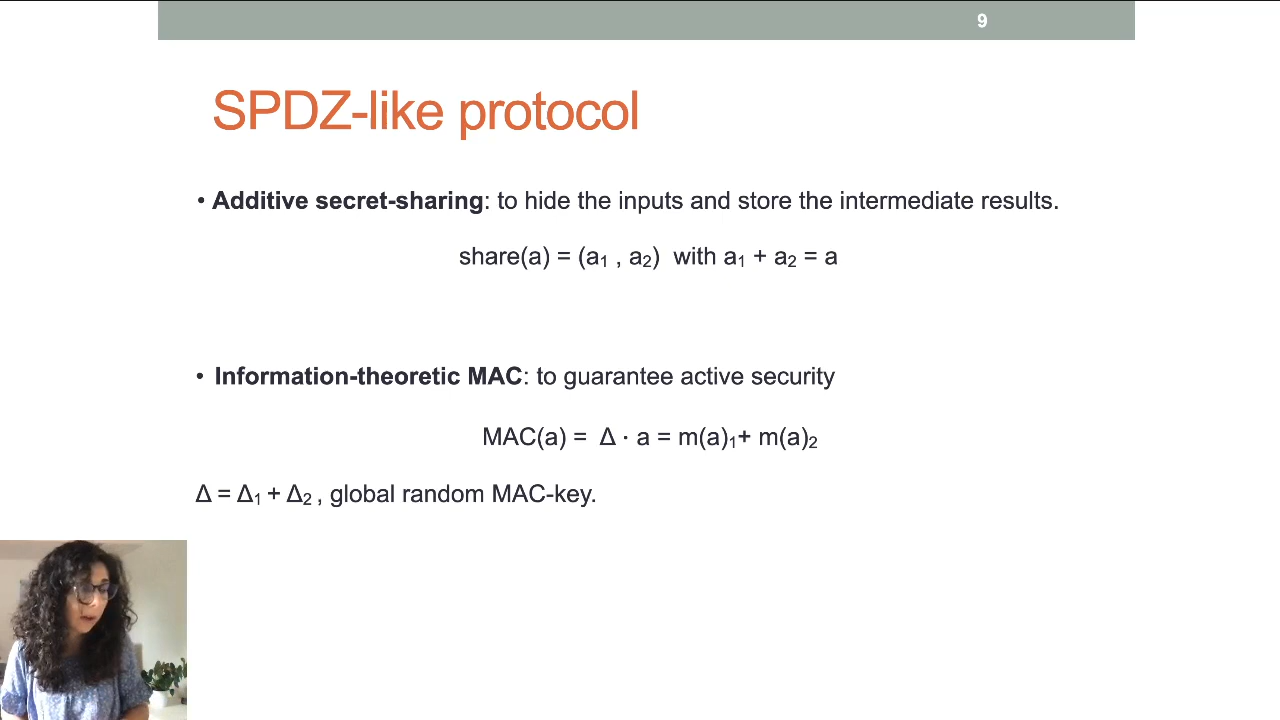 9
SPDZ-like protocol
• Additive secret-sharing: to hide the inputs and store the intermediate results.
share(a) = (a₁ , a₂) with a₁ + a₂ = a
• Information-theoretic MAC: to guarantee active security
MAC(a) = Δ · a = m(a)₁+ m(a)₂
Δ = Δ₁ + Δ₂ , global random MAC-key.